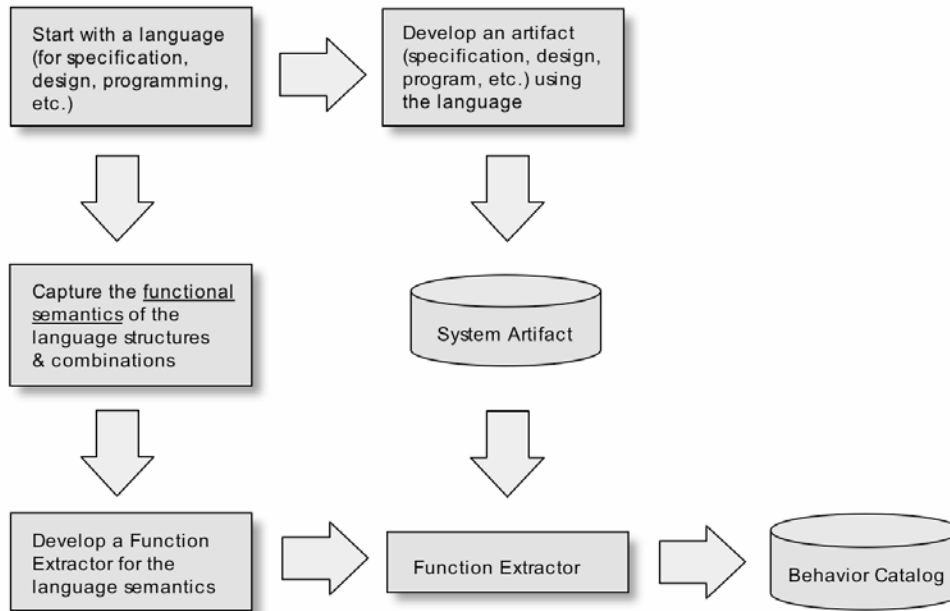 Start with a language
(for specification,
design, programming,
etc.)
Develop an artifact
(specification, design,
program, etc.) using
the language
Capture the functional
semantics of the
language structures
& combinations
System Artifact
Develop a Function
Extractor for the
language semantics
Function Extractor
Behavior Catalog